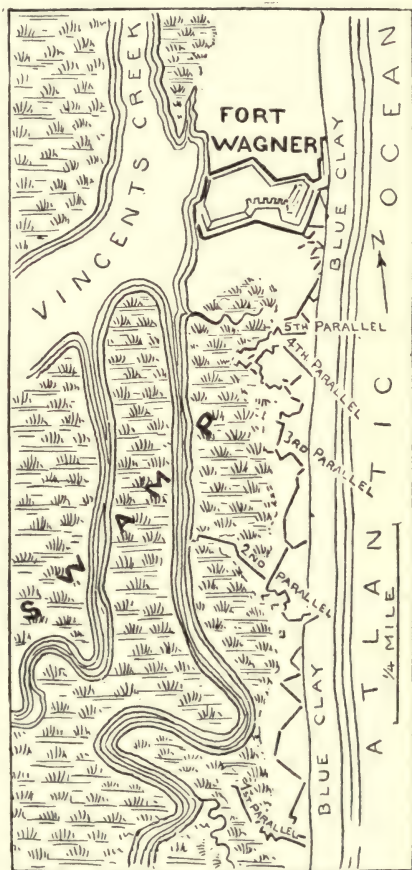 VINCENTS CREEK
FORT
WAGNER
BLUE CLAY
ATLANTIC OCEAN
N
5TH PARALLEL
4TH PARALLEL
3RD PARALLEL
SWAMP
2ND PARALLEL
¼ MILE
BLUE CLAY
1ST PARALLEL